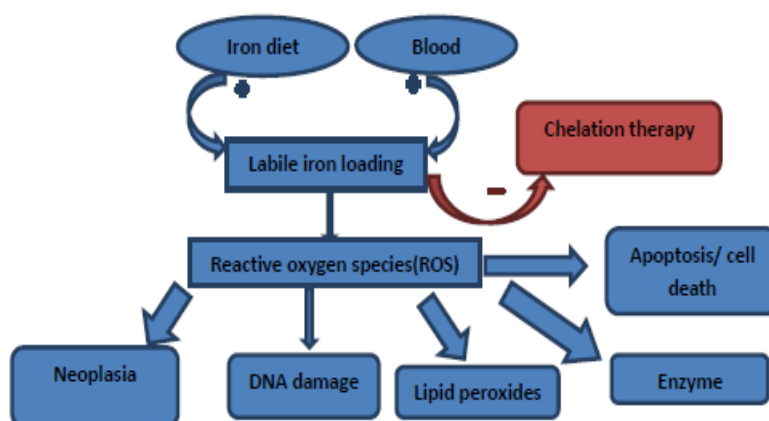 Iron diet
Blood
Chelation therapy
Labile iron loading
Reactive oxygen species(ROS)
Apoptosis/ cell
death
Neoplasia
DNA damage
Lipid peroxides
Enzyme